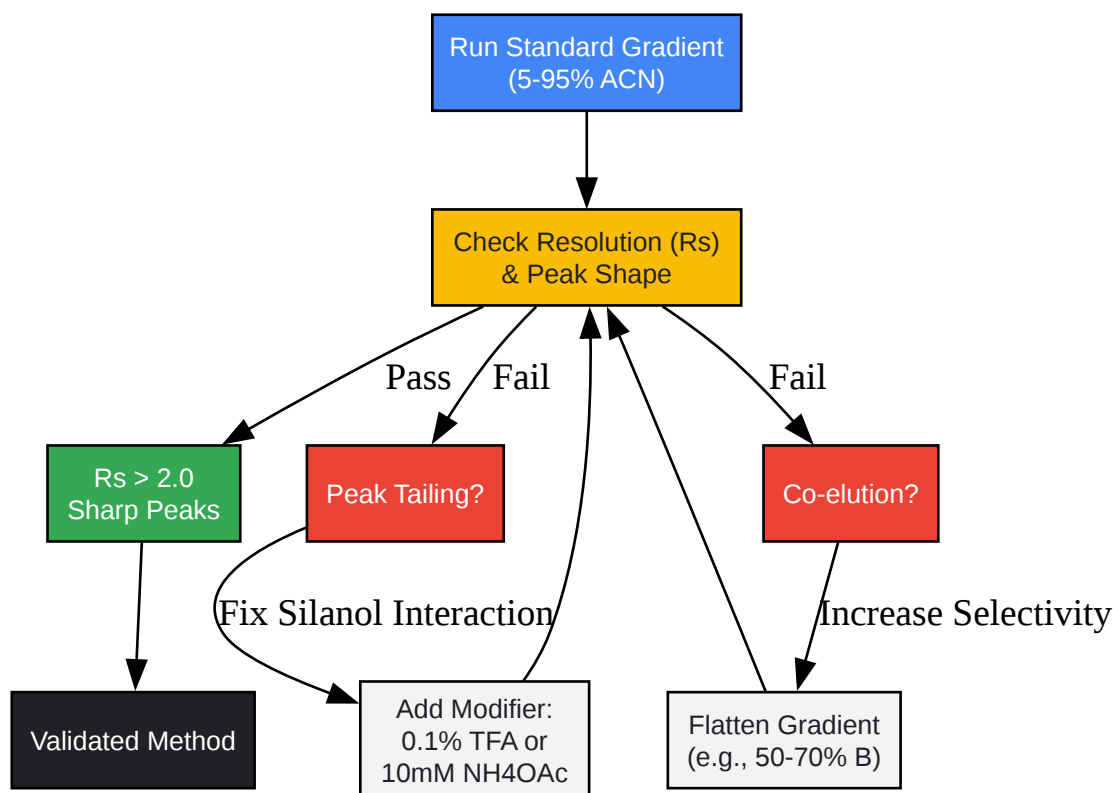 Run Standard Gradient
(5-95% ACN)
Check Resolution (Rs)
& Peak Shape
Pass
Fail
Fail
Rs > 2.0
Sharp Peaks
Peak Tailing?
Co-elution?
Fix Silanol Interaction
Increase Selectivity
Validated Method
Add Modifier:
0.1% TFA or
10mM NH4OAc
Flatten Gradient
(e.g., 50-70% B)